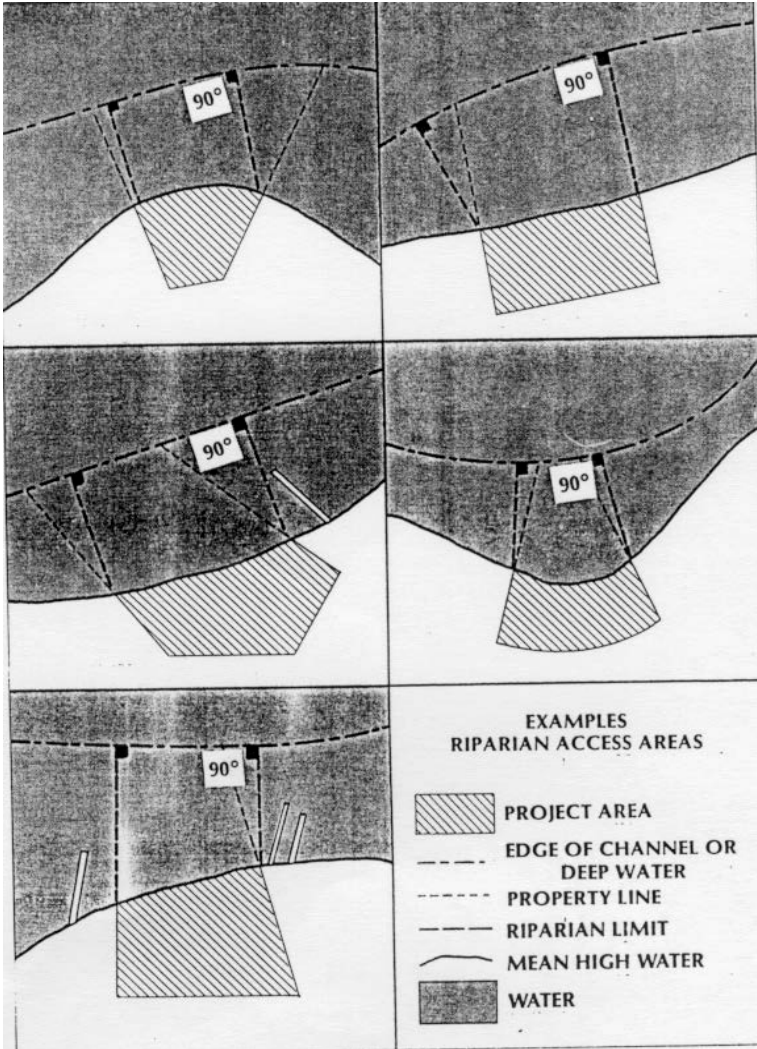 90°
90°
90°
90°
90°
EXAMPLES
RIPARIAN ACCESS AREAS
PROJECT AREA
EDGE OF CHANNEL OR
DEEP WATER
PROPERTY LINE
RIPARIAN LIMIT
MEAN HIGH WATER
WATER